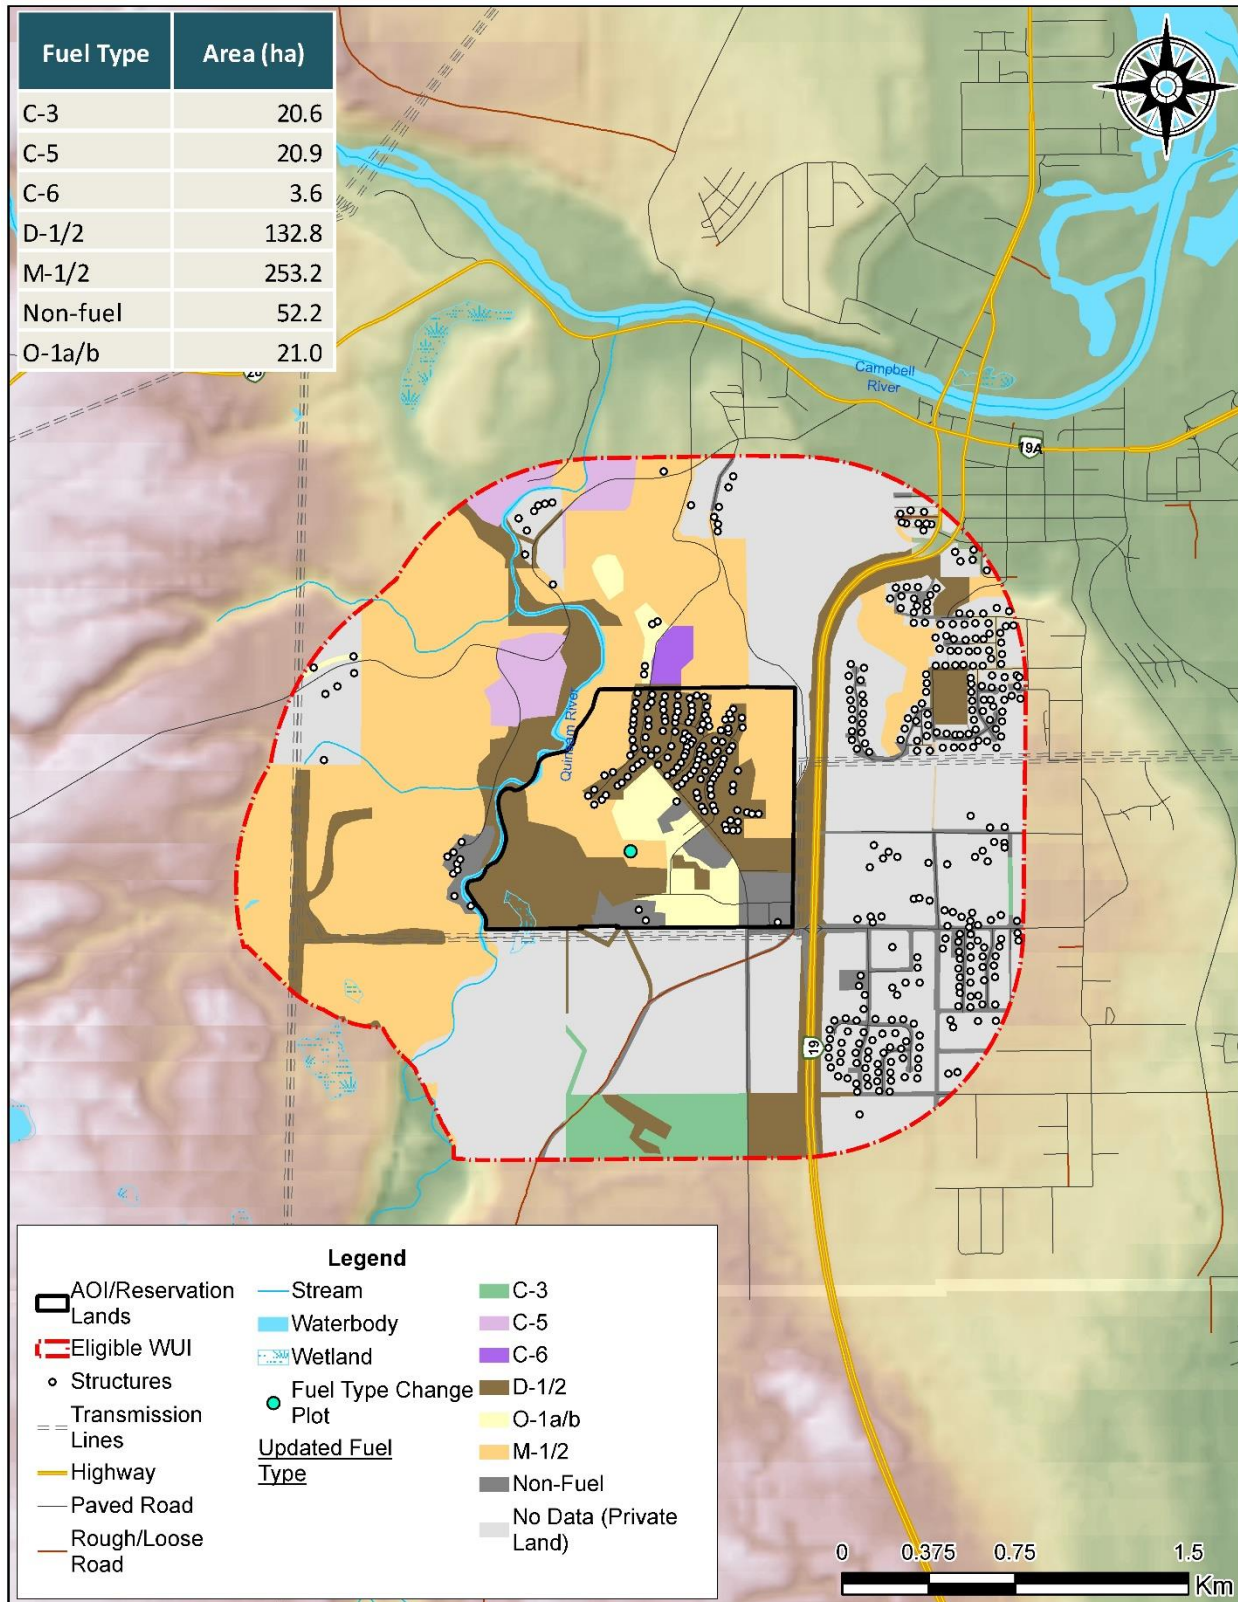 Fuel Type Area (ha)
C-3 20.6
C-5 20.9
C-6 3.6
D-1/2 132.8
M-1/2 253.2
Non-fuel 52.2
O-1a/b 21.0
Campbell
River
19A
Quinsam River
19
Legend
AOI/Reservation
Lands
Eligible WUI
Structures
Transmission
Lines
Highway
Paved Road
Rough/Loose
Road
Stream
Waterbody
Wetland
Fuel Type Change
Plot
Updated Fuel
Type
C-3
C-5
C-6
D-1/2
O-1a/b
M-1/2
Non-Fuel
No Data (Private
Land)
0 0.375 0.75 1.5
Km